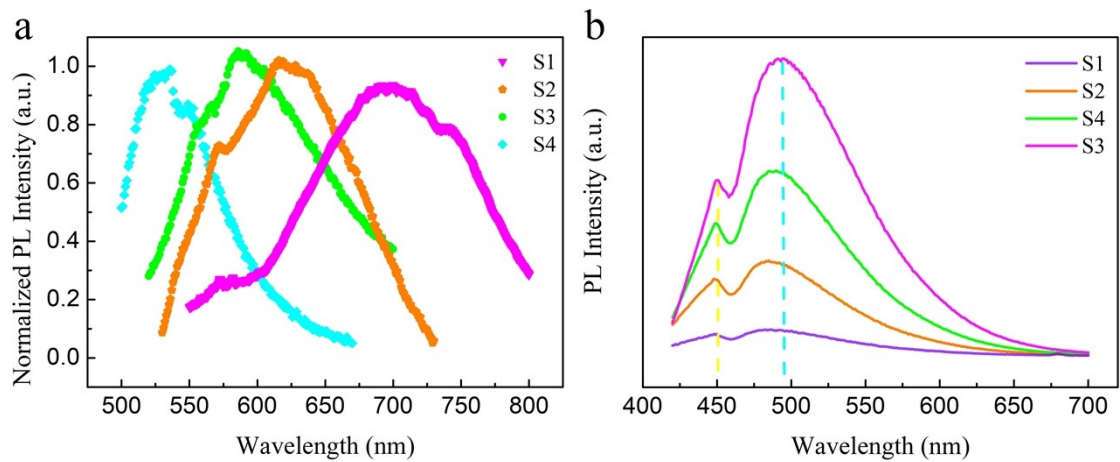 a
Normalized PL Intensity (a.u.)
1.0
0.8
0.6
0.4
0.2
0.0
500 550 600 650 700 750 800
Wavelength (nm)
S1
S2
S3
S4
b
PL Intensity (a.u.)
400 450 500 550 600 650 700
Wavelength (nm)
S1
S2
S4
S3